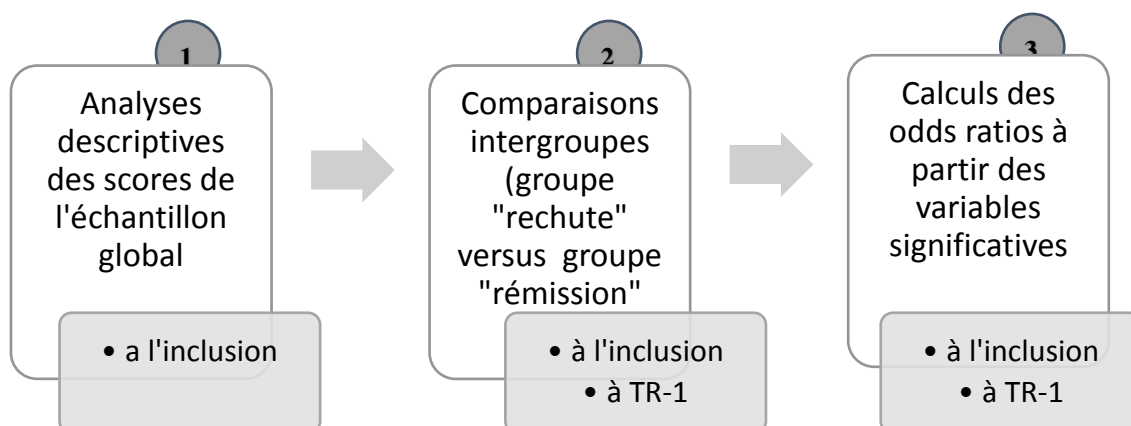 1
Analyses
descriptives
des scores de
l'échantillon
global
• a l'inclusion
2
Comparaisons
intergroupes
(groupe
"rechute"
versus groupe
"rémission"
• à l'inclusion
• à TR-1
3
Calculs des
odds ratios à
partir des
variables
significatives
• à l'inclusion
• à TR-1